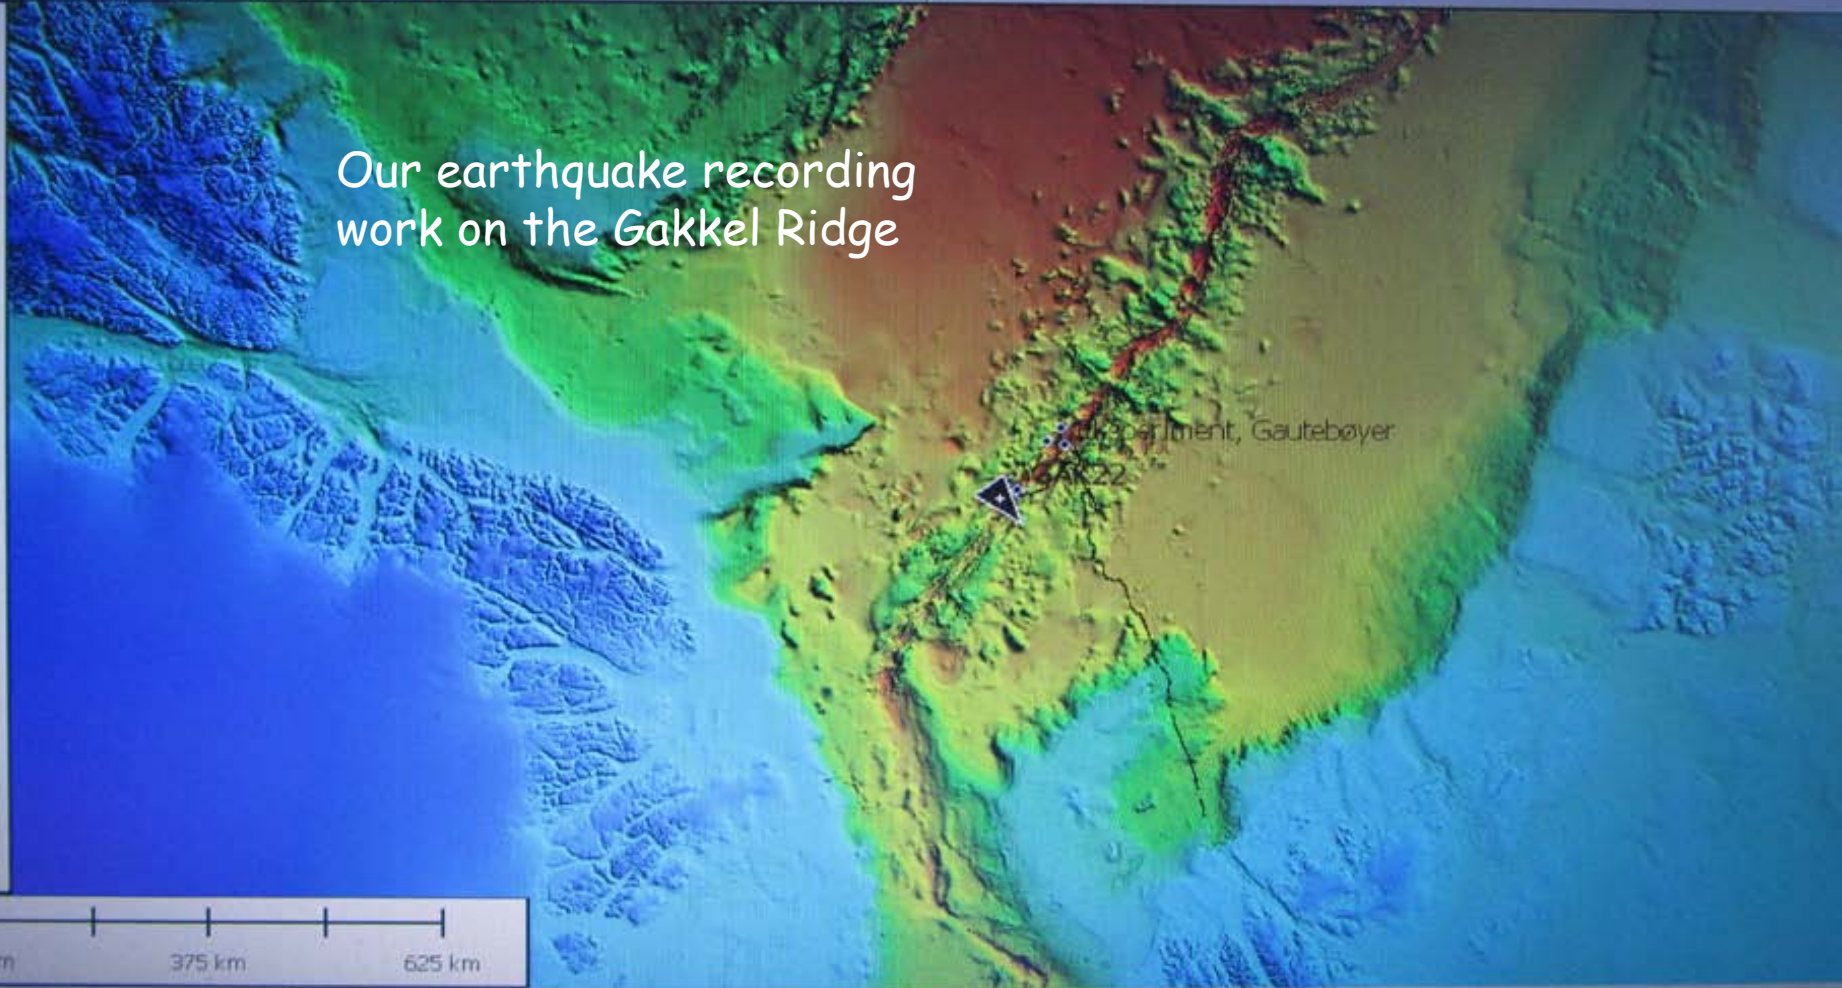 Our earthquake recording
work on the Gakkel Ridge
Gautebøyer
375 km
625 km